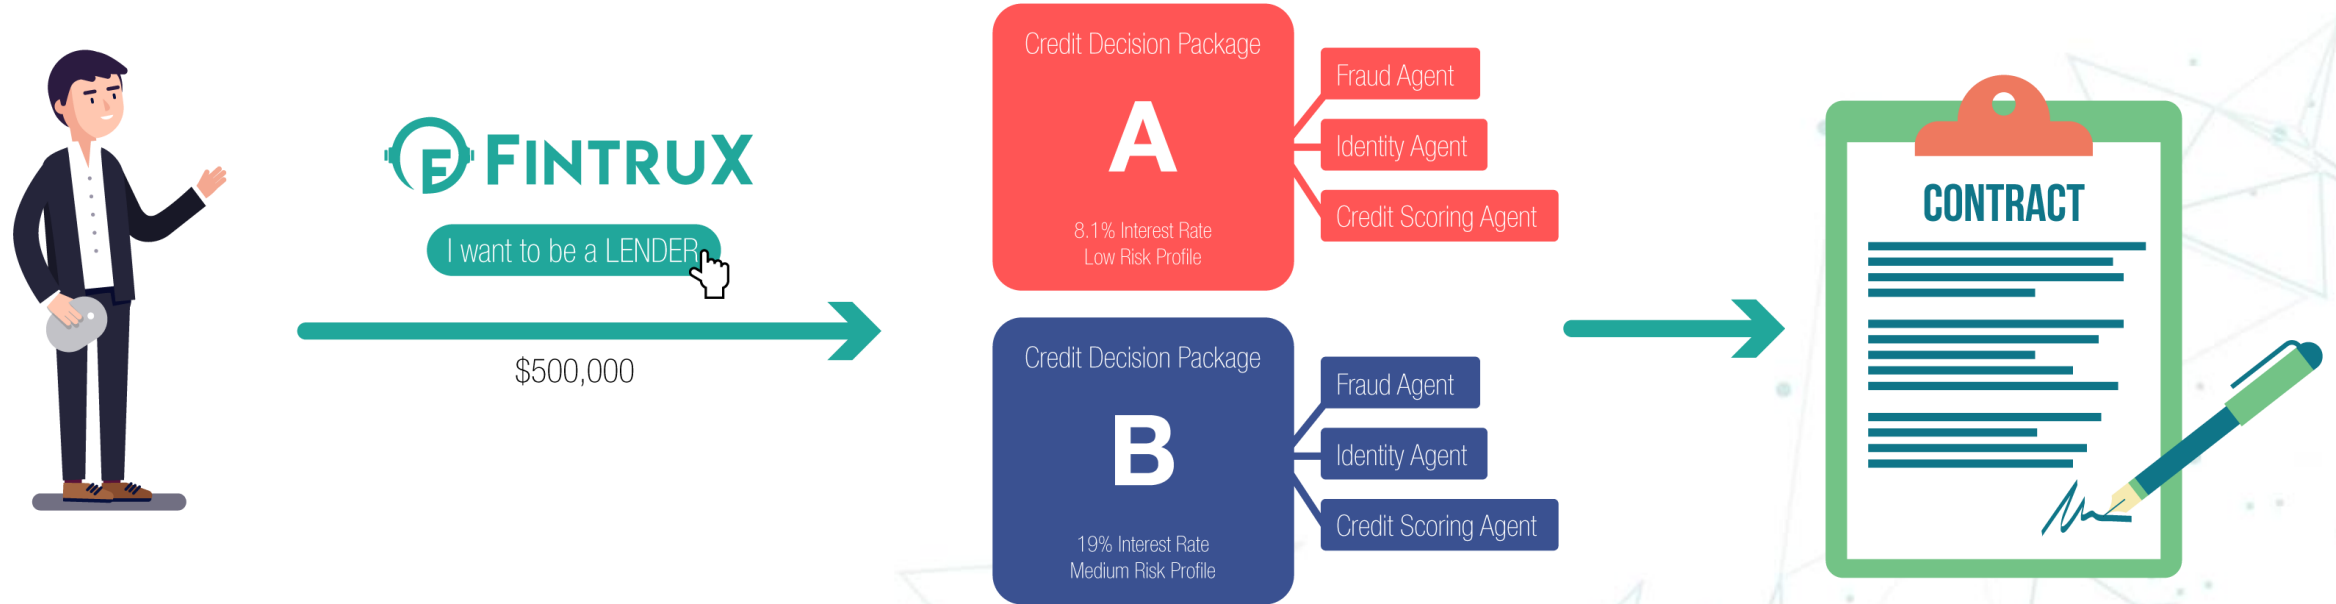 FINTRUX
I want to be a LENDER
$500,000
Credit Decision Package
A
8.1% Interest Rate
Low Risk Profile
Fraud Agent
Identity Agent
Credit Scoring Agent
Credit Decision Package
B
19% Interest Rate
Medium Risk Profile
Fraud Agent
Identity Agent
Credit Scoring Agent
CONTRACT